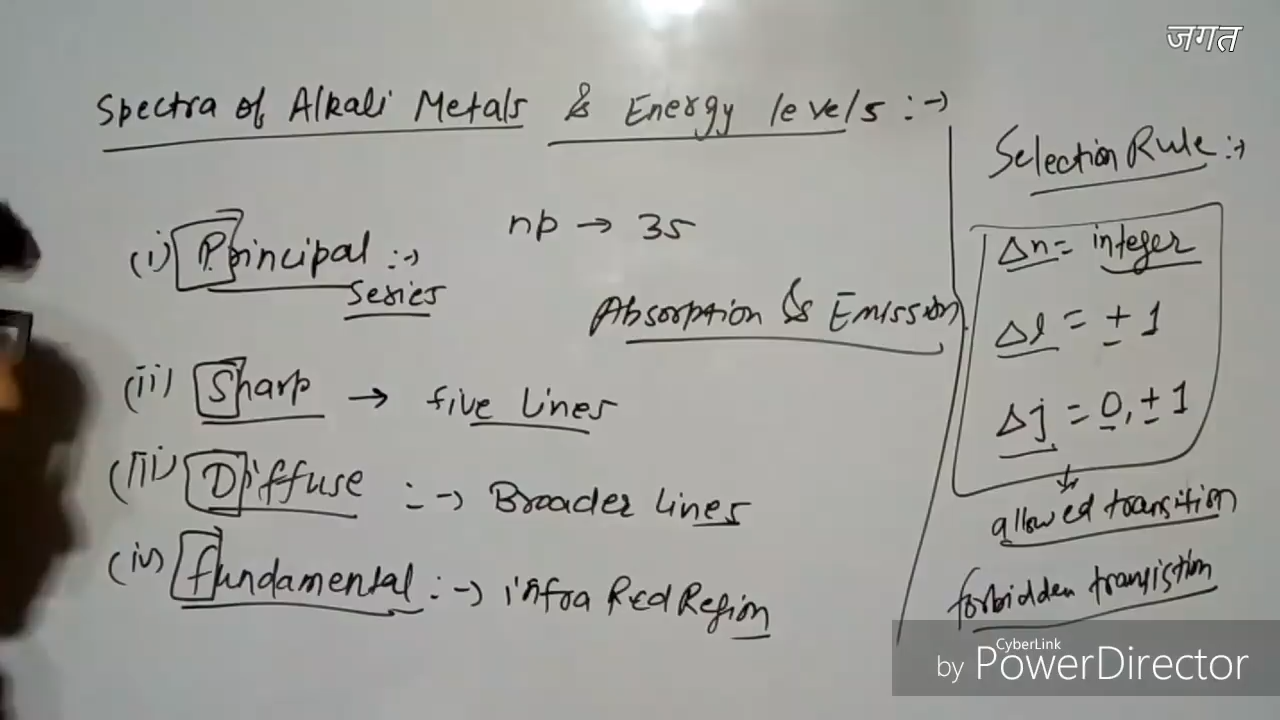 जगत
Spectra of Alkali Metals & Energy levels :→
(i) Principal :→
Series
np → 3s
Absorption & Emission
(ii) Sharp → five lines
(iii) Diffuse :→ Broader lines
(iv) fundamental :→ infra Red Region
Selection Rule :→
Δn = integer
Δl = ± 1
Δj = 0, ± 1
allowed transition
forbidden tranyistion
CyberLink
by PowerDirector